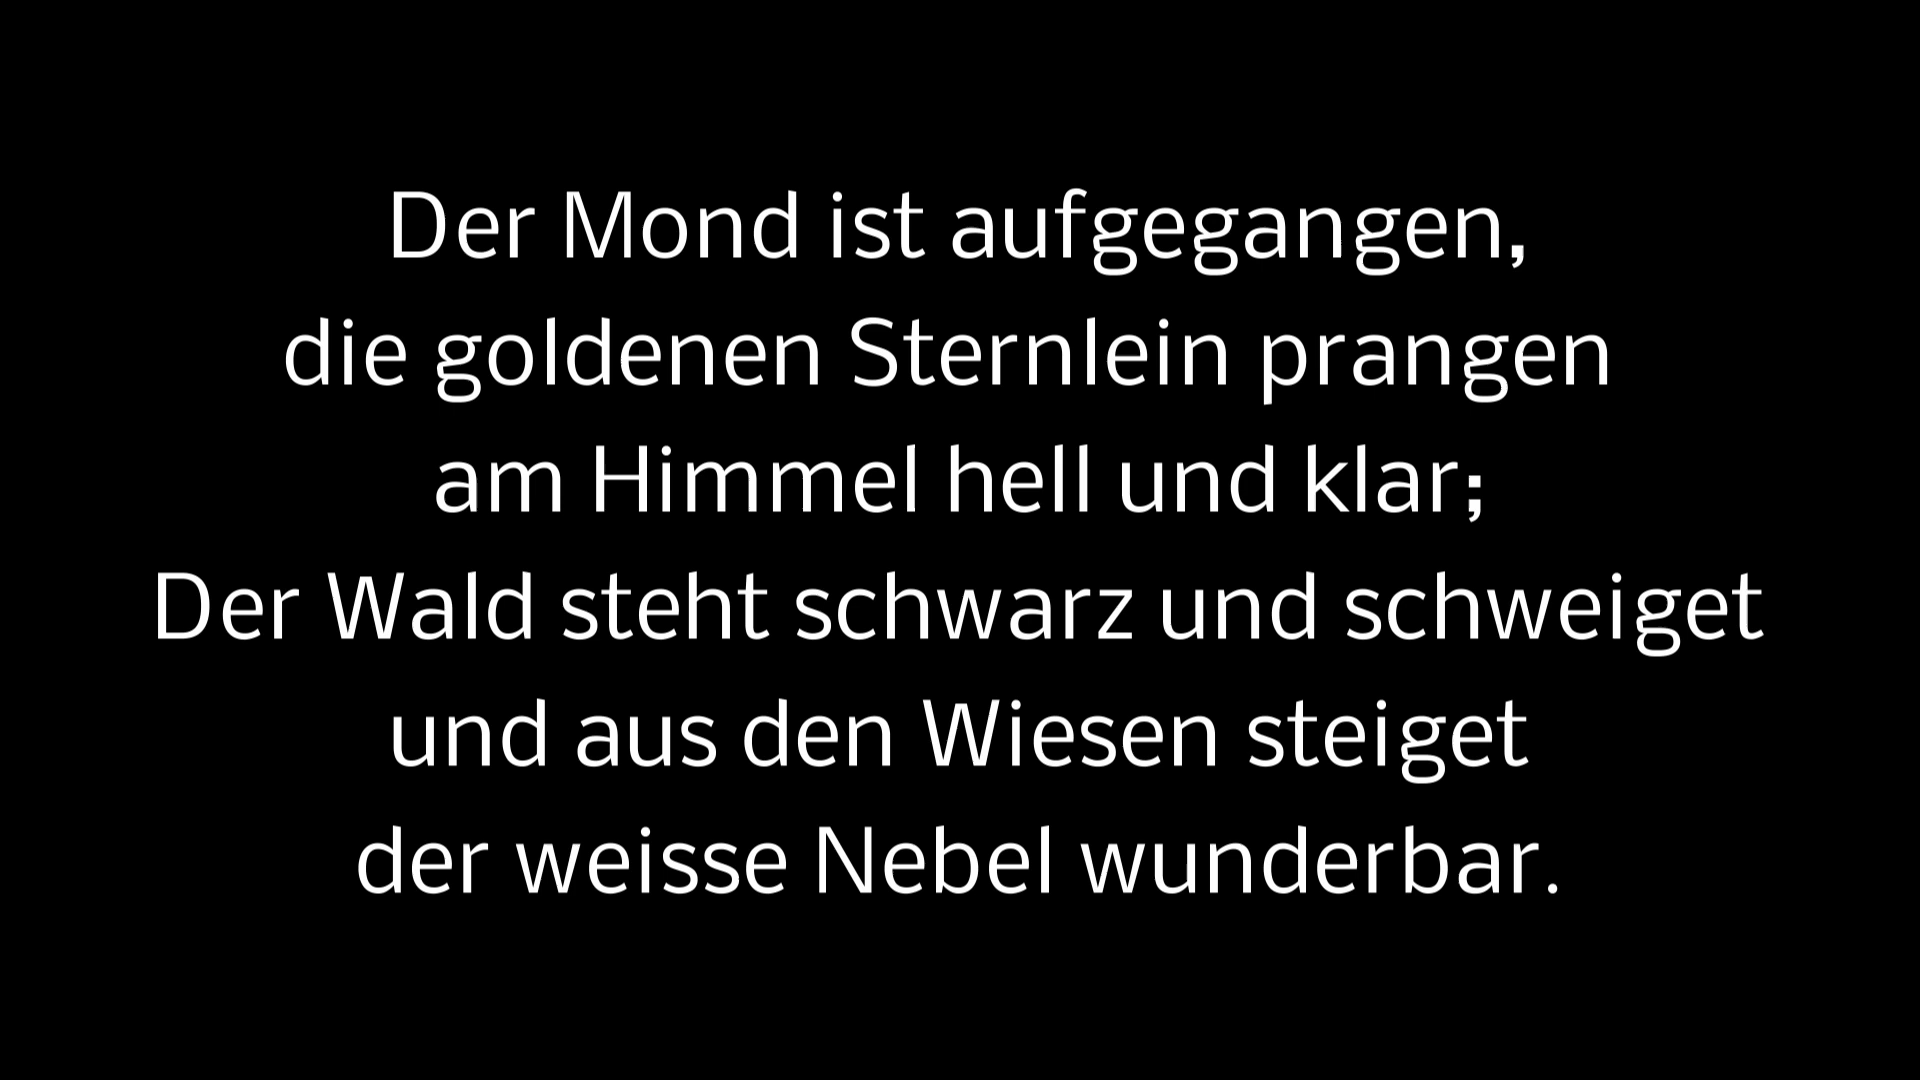 Der Mond ist aufgegangen,
die goldenen Sternlein prangen
am Himmel hell und klar;
Der Wald steht schwarz und schweiget
und aus den Wiesen steiget
der weisse Nebel wunderbar.